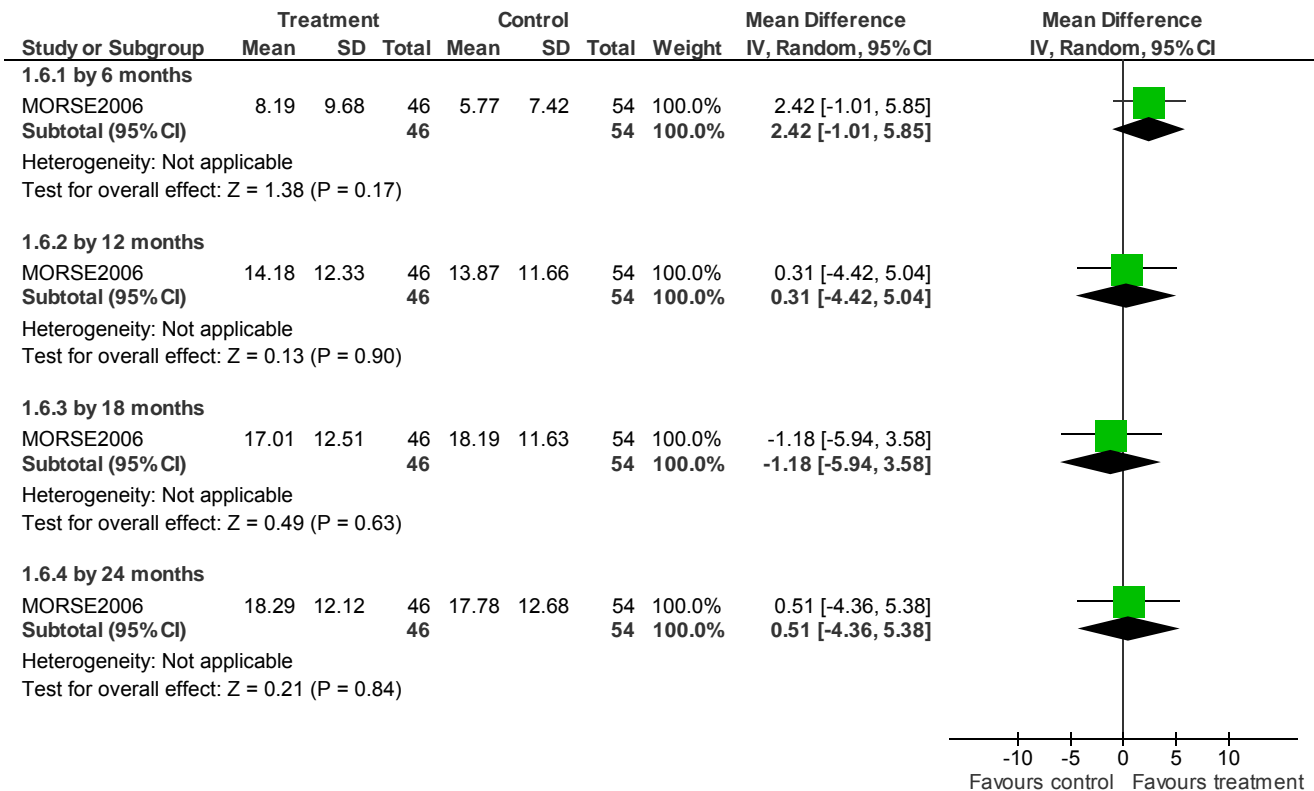 Treatment Control Mean Difference Mean Difference
Study or Subgroup Mean SD Total Mean SD Total Weight IV, Random, 95% CI IV, Random, 95% CI
1.6.1 by 6 months
MORSE2006 8.19 9.68 46 5.77 7.42 54 100.0% 2.42 [-1.01, 5.85]
Subtotal (95% CI) 46 54 100.0% 2.42 [-1.01, 5.85]
Heterogeneity: Not applicable
Test for overall effect: Z = 1.38 (P = 0.17)
1.6.2 by 12 months
MORSE2006 14.18 12.33 46 13.87 11.66 54 100.0% 0.31 [-4.42, 5.04]
Subtotal (95% CI) 46 54 100.0% 0.31 [-4.42, 5.04]
Heterogeneity: Not applicable
Test for overall effect: Z = 0.13 (P = 0.90)
1.6.3 by 18 months
MORSE2006 17.01 12.51 46 18.19 11.63 54 100.0% -1.18 [-5.94, 3.58]
Subtotal (95% CI) 46 54 100.0% -1.18 [-5.94, 3.58]
Heterogeneity: Not applicable
Test for overall effect: Z = 0.49 (P = 0.63)
1.6.4 by 24 months
MORSE2006 18.29 12.12 46 17.78 12.68 54 100.0% 0.51 [-4.36, 5.38]
Subtotal (95% CI) 46 54 100.0% 0.51 [-4.36, 5.38]
Heterogeneity: Not applicable
Test for overall effect: Z = 0.21 (P = 0.84)
-10 -5 0 5 10
Favours control Favours treatment